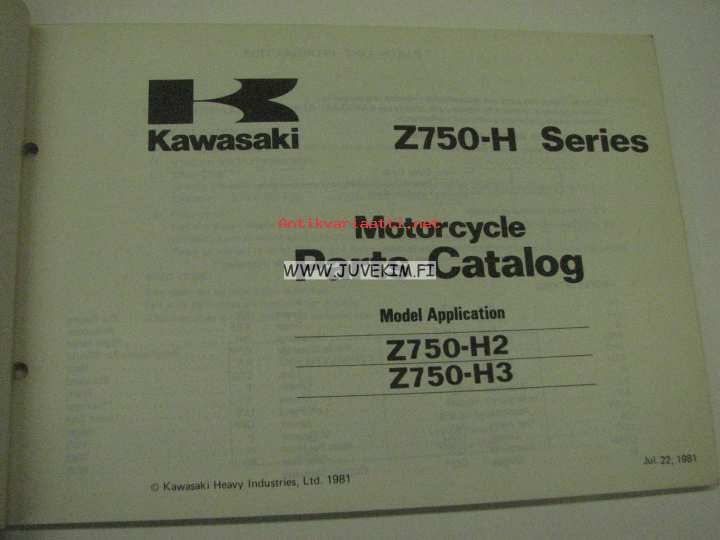 Kawasaki
Z750-H Series
Antikvariaatti.net
Motorcycle
WWW.JUVEKIM.FI
Parts Catalog
Model Application
Z750-H2
Z750-H3
Jul. 22, 1981
© Kawasaki Heavy Industries, Ltd. 1981